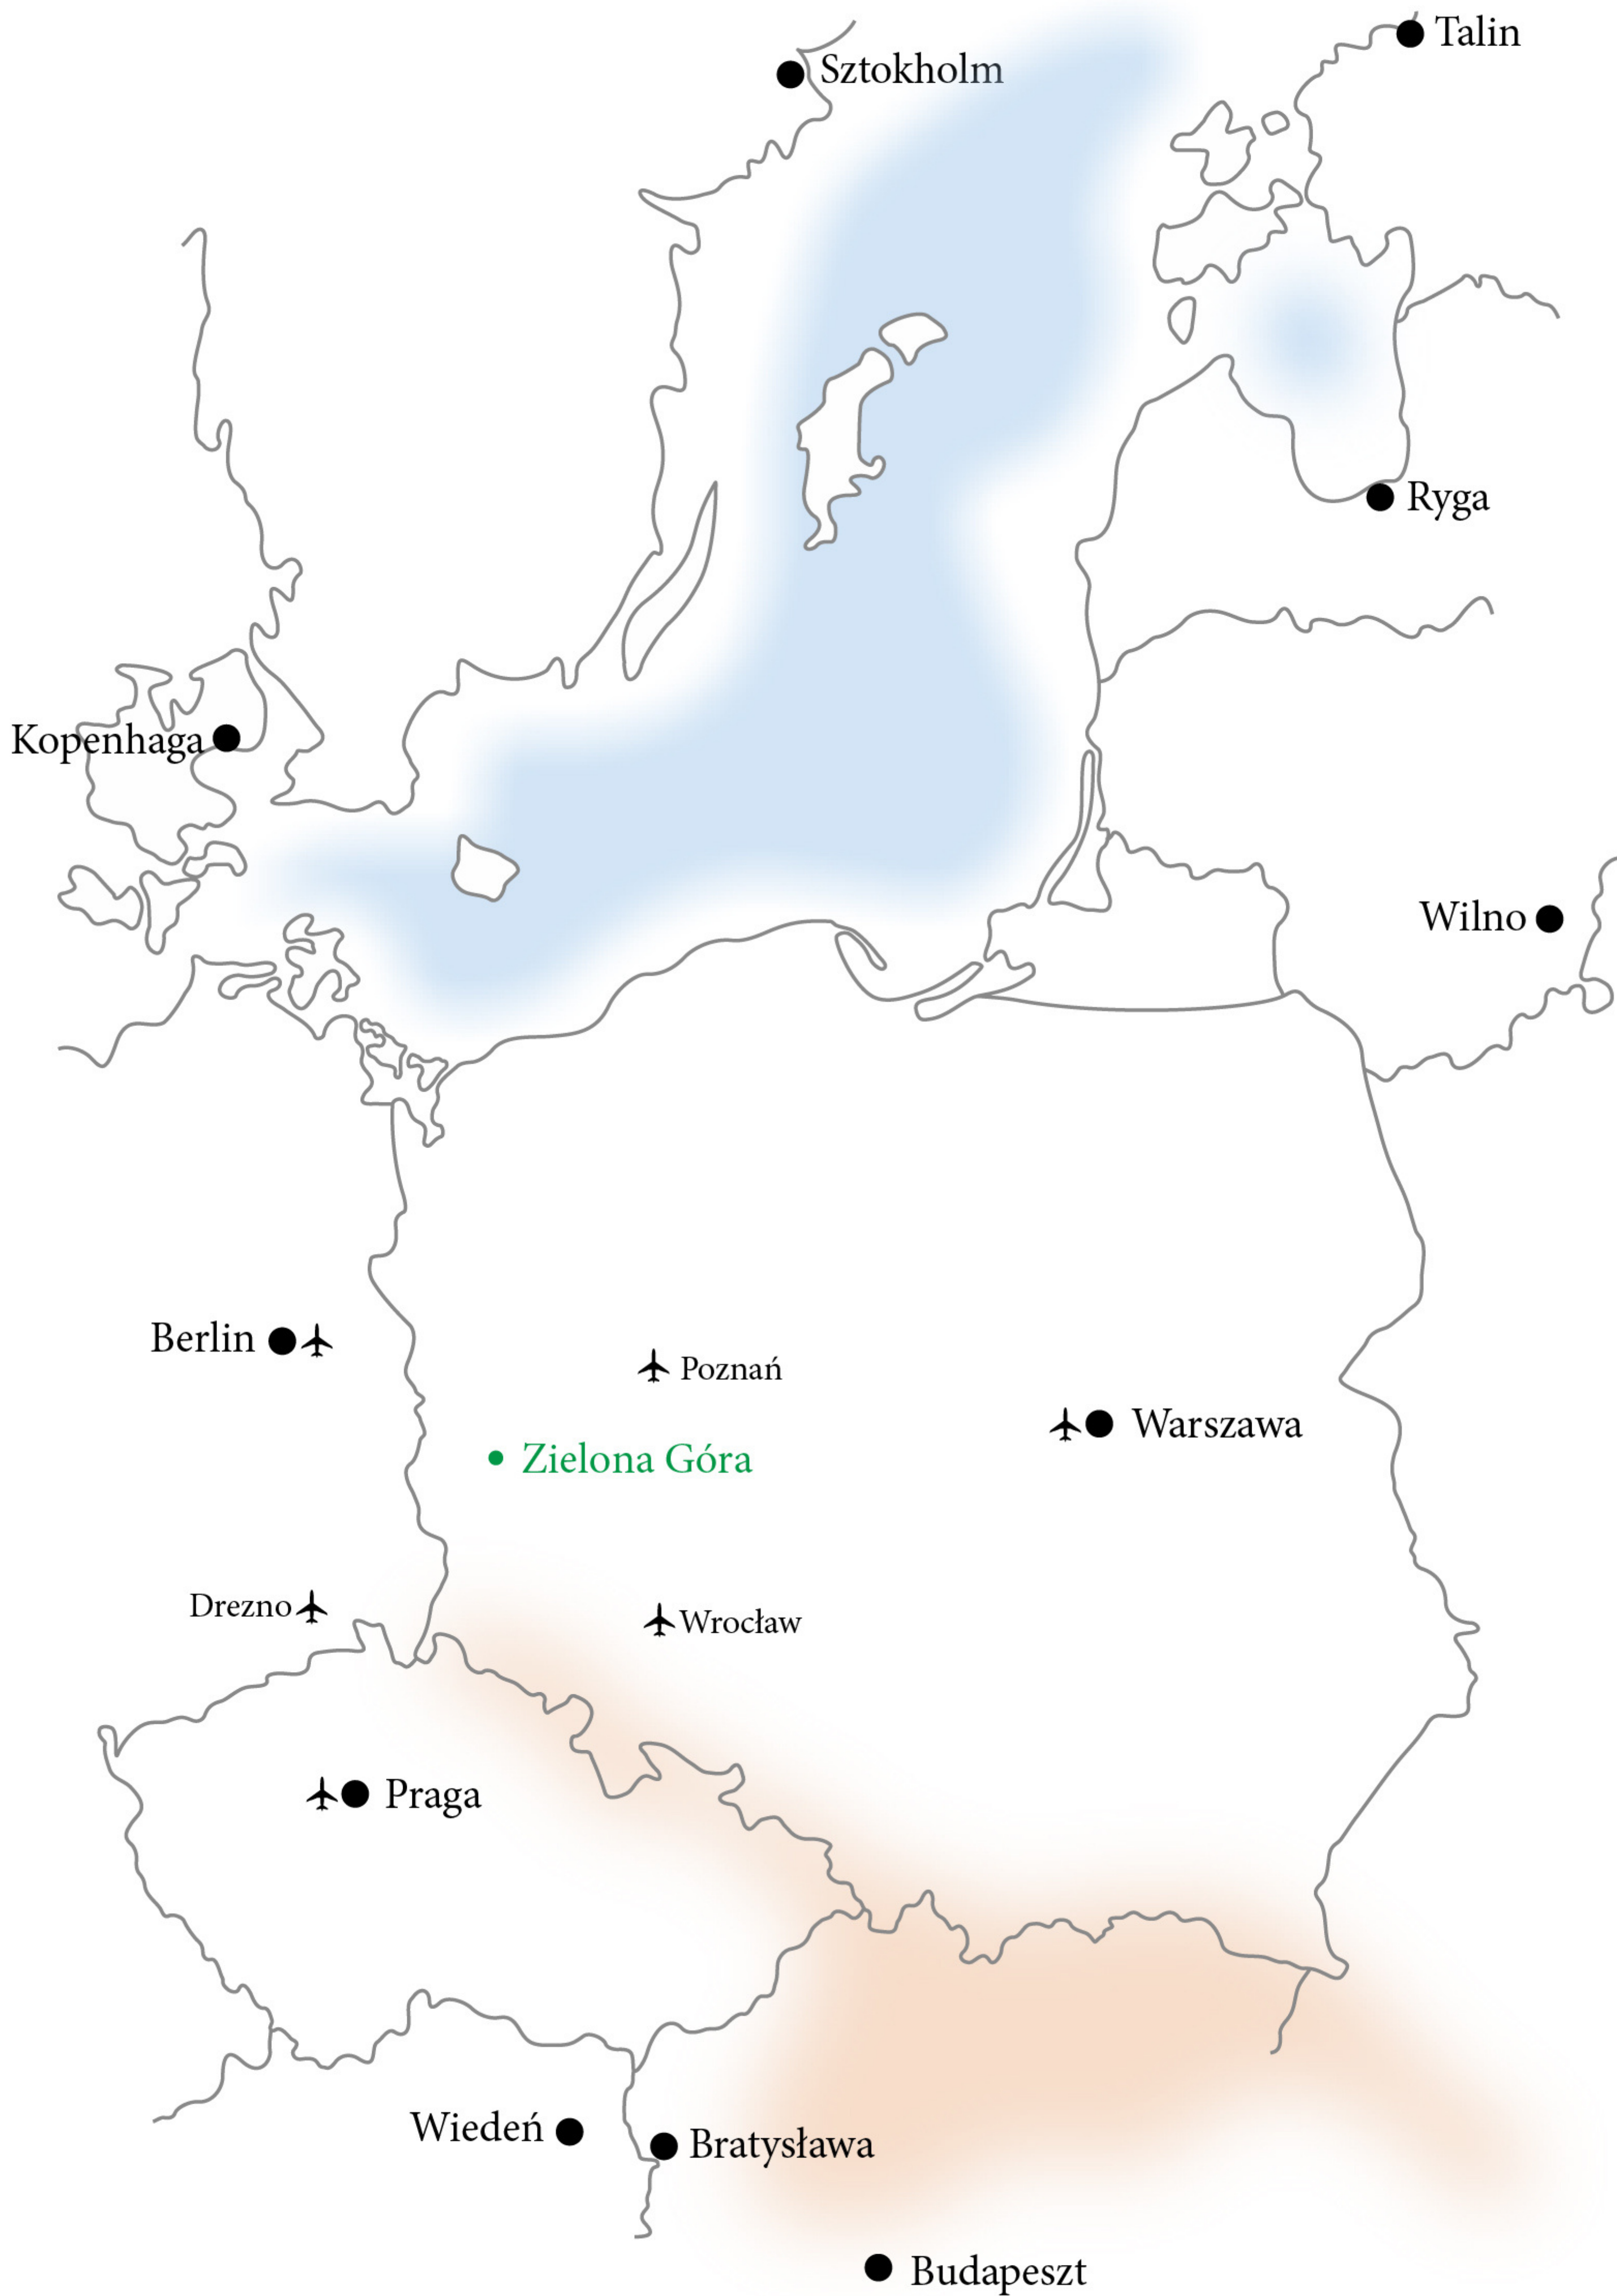 Talin
Sztokholm
Ryga
Kopenhaga
Wilno
Berlin
Poznań
Warszawa
Zielona Góra
Drezno
Wrocław
Praga
Wiedeń
Bratysława
Budapeszt